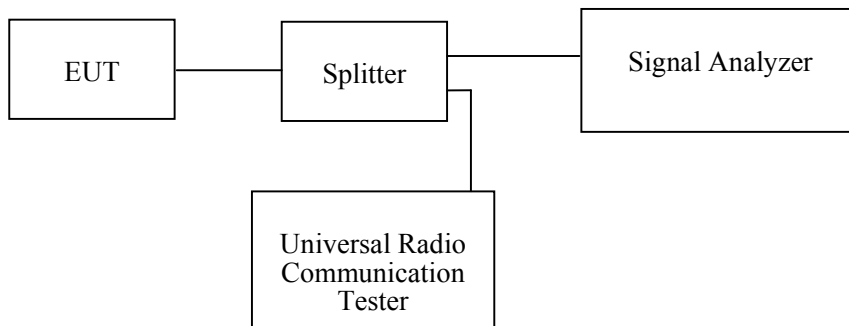 EUT
Splitter
Signal Analyzer
Universal Radio
Communication
Tester